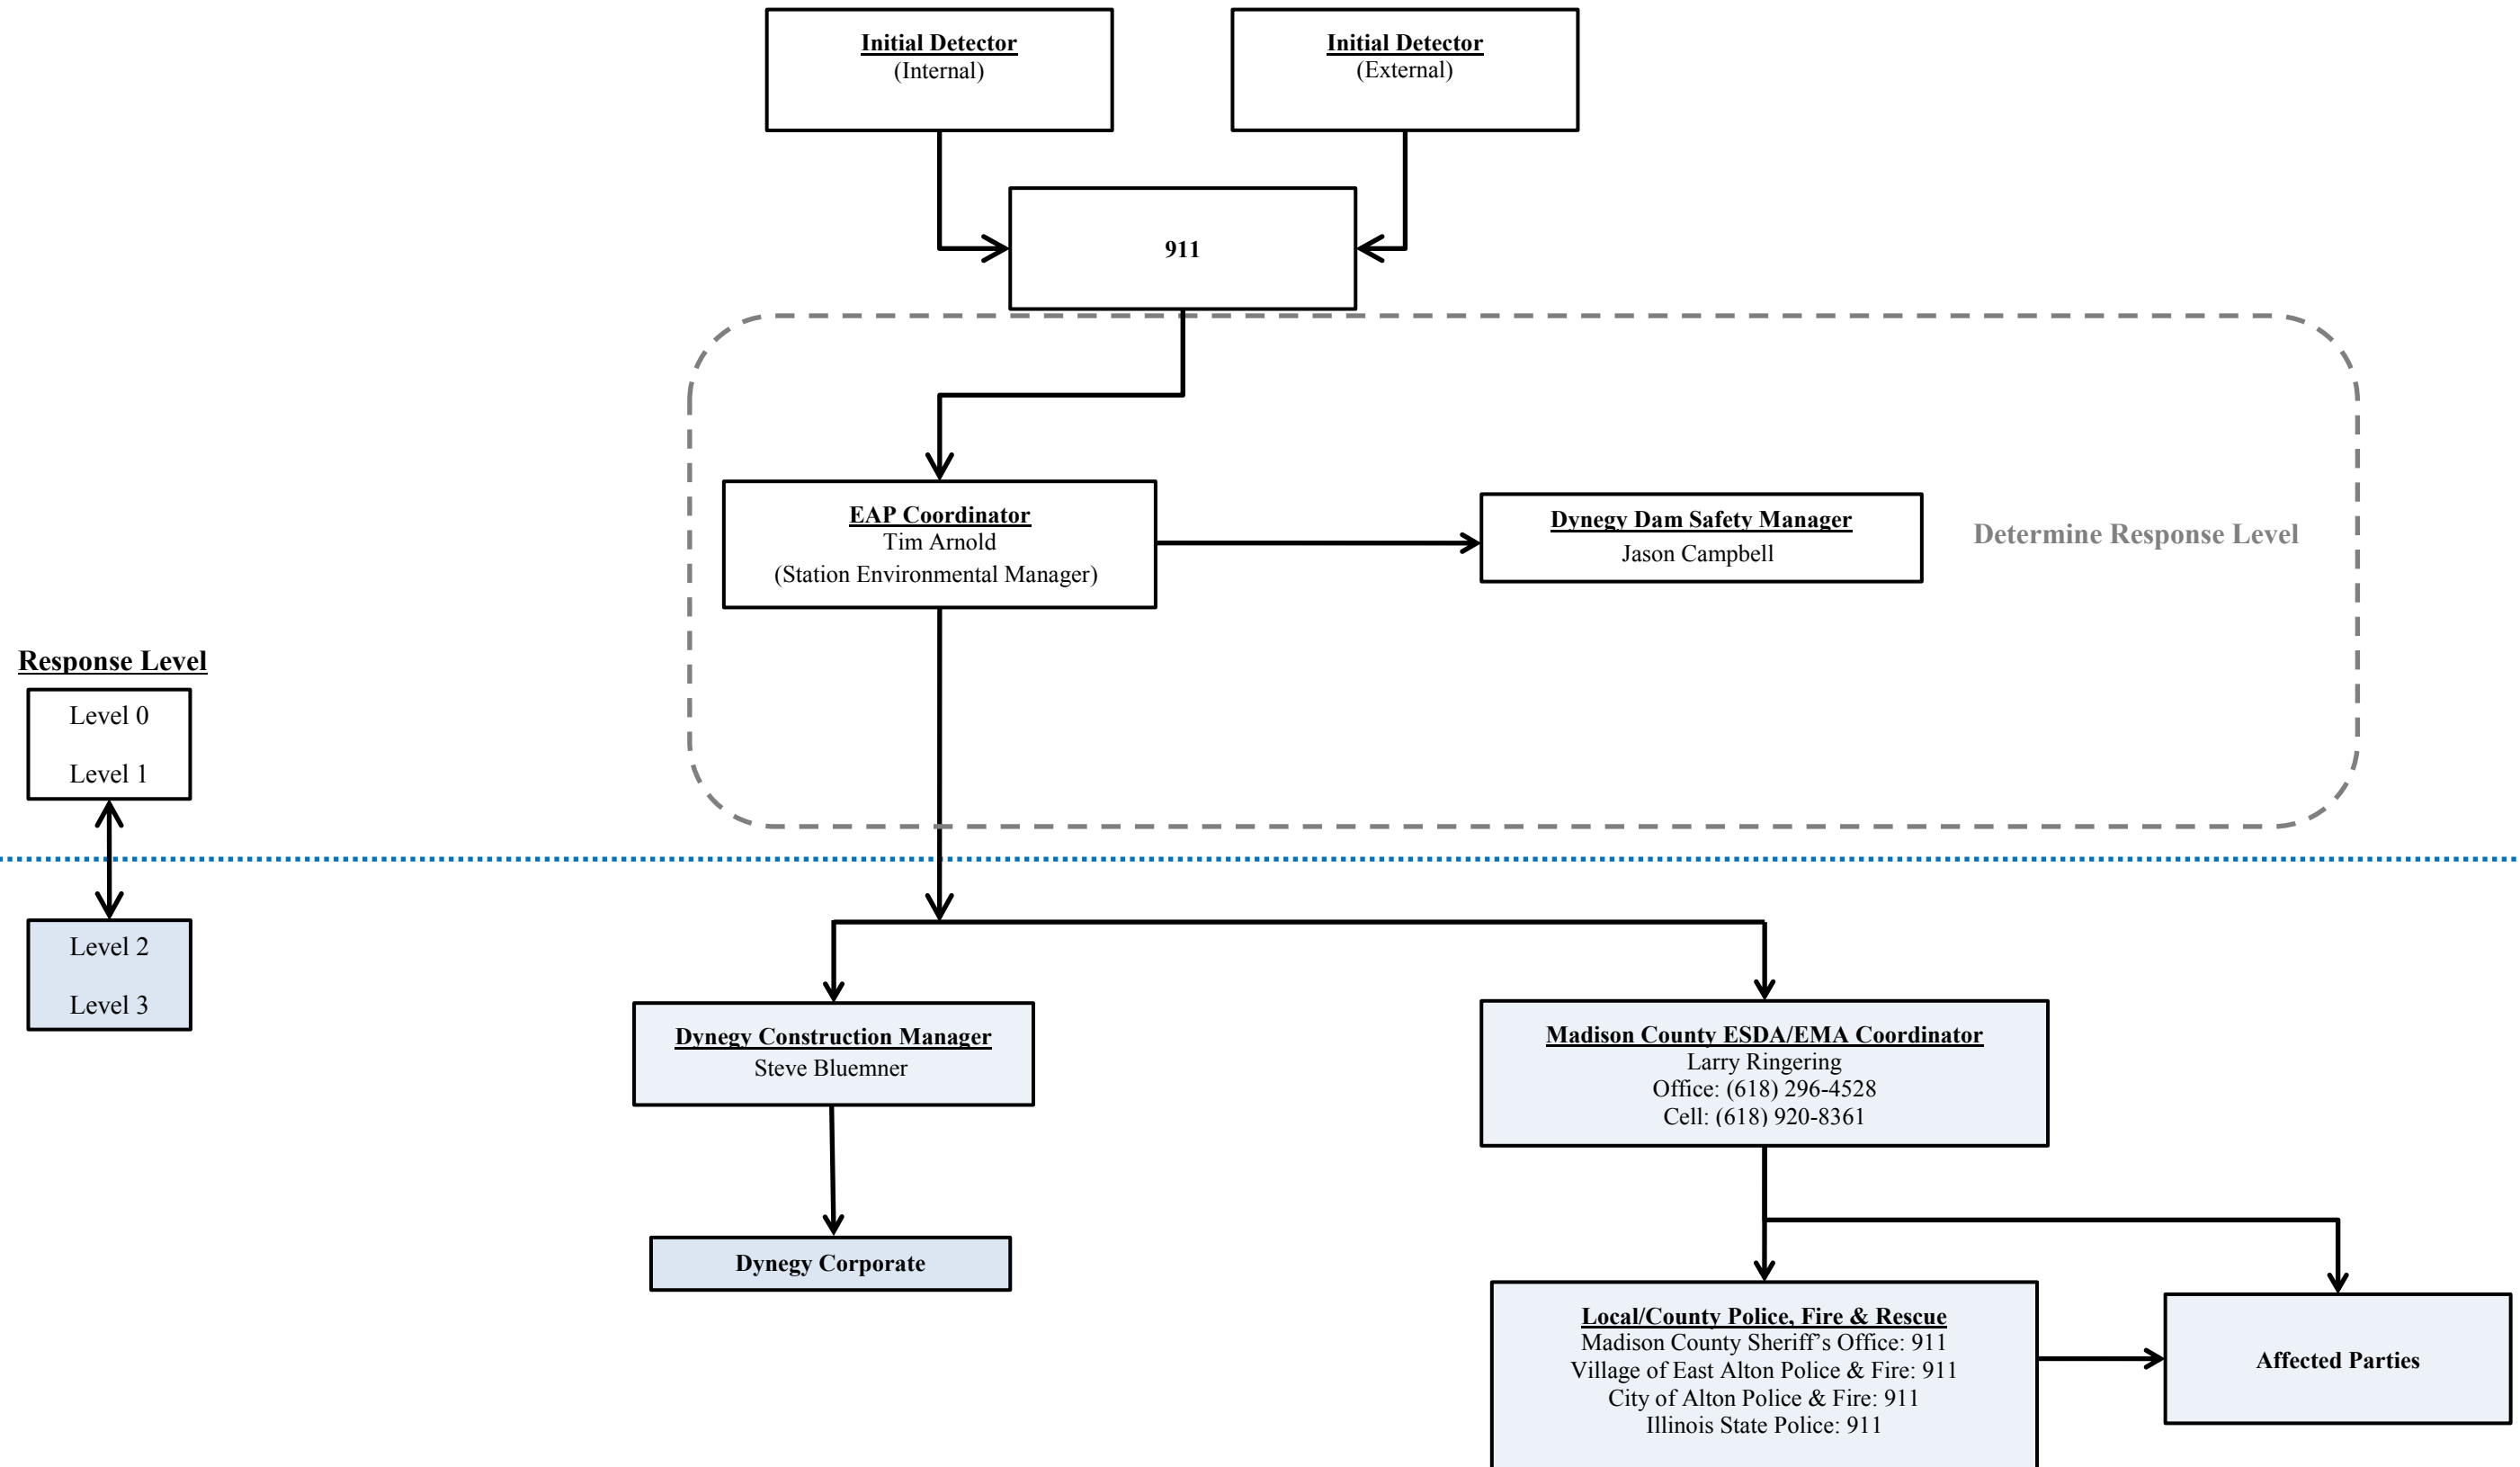 Initial Detector
(Internal)
Initial Detector
(External)
911
EAP Coordinator
Tim Arnold
(Station Environmental Manager)
Dynegy Dam Safety Manager
Jason Campbell
Determine Response Level
Response Level
Level 0
Level 1
Level 2
Level 3
Dynegy Construction Manager
Steve Bluemner
Madison County ESDA/EMA Coordinator
Larry Ringering
Office: (618) 296-4528
Cell: (618) 920-8361
Dynegy Corporate
Local/County Police, Fire & Rescue
Madison County Sheriff’s Office: 911
Village of East Alton Police & Fire: 911
City of Alton Police & Fire: 911
Illinois State Police: 911
Affected Parties